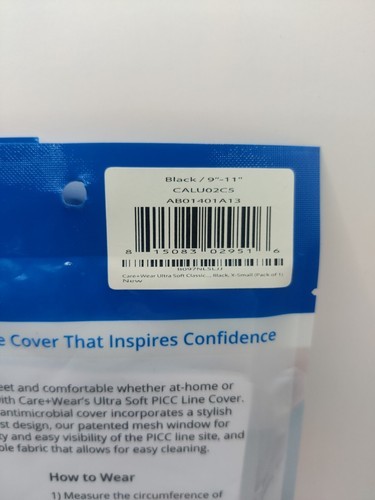 Black / 9"-11"
CALU02CS
AB01401A13
8 15083 02951 6
Care+Wear Ultra Soft Classic... , Black, X-Small (Pack of 1)
New
e Cover That Inspires Confidence
eet and comfortable whether at-home or
ith Care+Wear's Ultra Soft PICC Line Cover.
antimicrobial cover incorporates a stylish
st design, our patented mesh window for
ty and easy visibility of the PICC line site, and
ble fabric that allows for easy cleaning.
How to Wear
1) Measure the circumference of